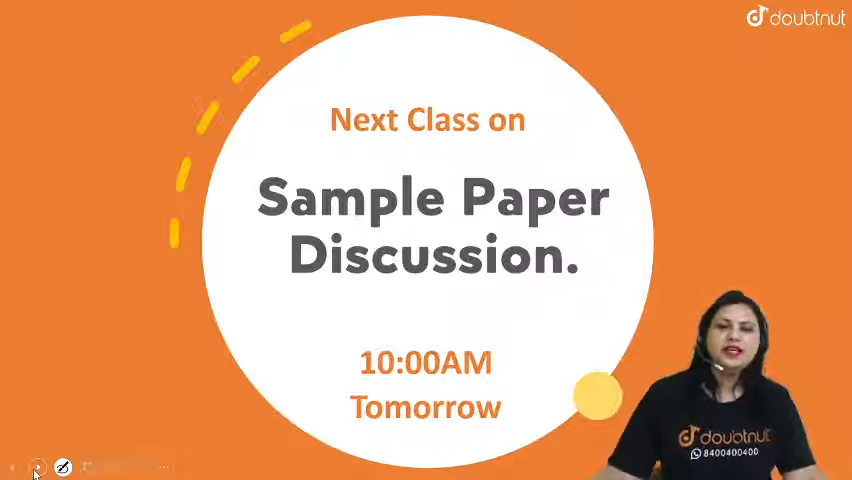 doubtnut
Next Class on
Sample Paper
Discussion.
10:00AM
Tomorrow
doubtnut
8400400400